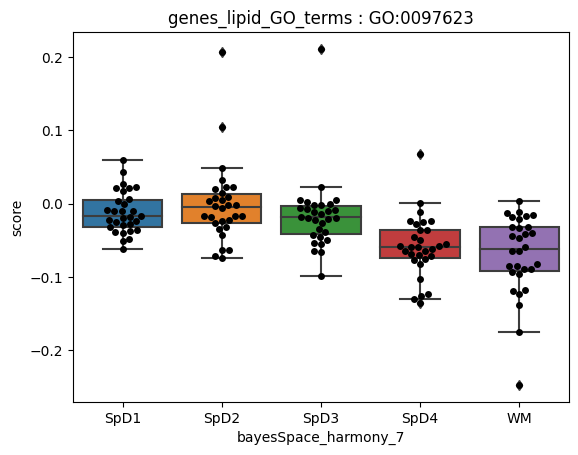 genes_lipid_GO_terms : GO:0097623
score
0.2
0.1
0.0
−0.1
−0.2
SpD1 SpD2 SpD3 SpD4 WM
bayesSpace_harmony_7